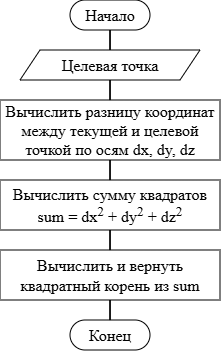 Начало
Целевая точка
Вычислить разницу координат
между текущей и целевой
точкой по осям dx, dy, dz
Вычислить сумму квадратов
sum = dx² + dy² + dz²
Вычислить и вернуть
квадратный корень из sum
Конец